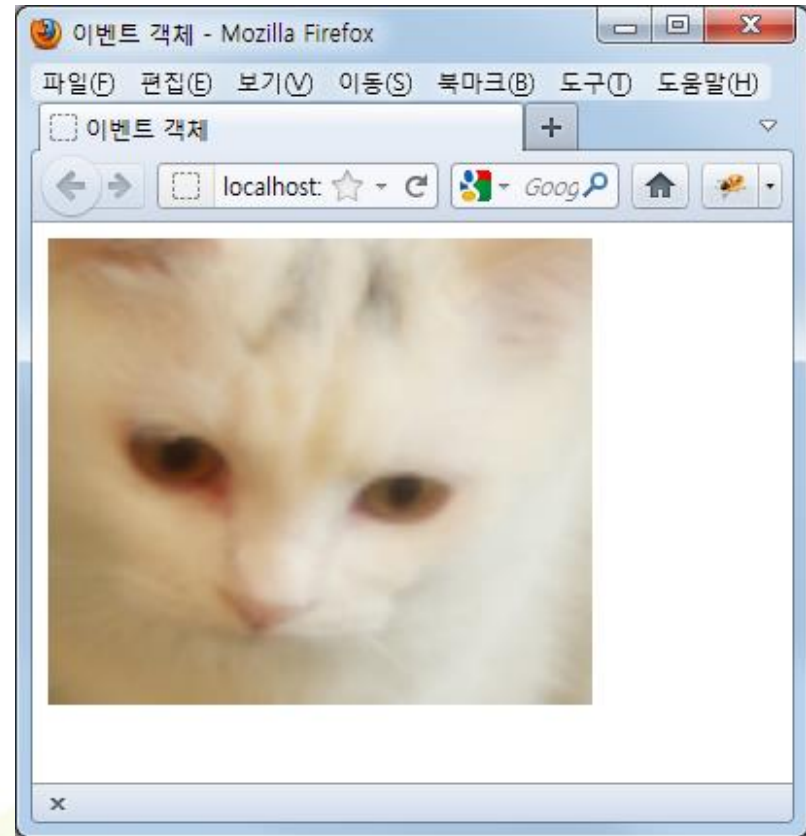 이벤트 객체 - Mozilla Firefox
파일(F) 편집(E) 보기(V) 이동(S) 북마크(B) 도구(T) 도움말(H)
이벤트 객체
localhost: Goog